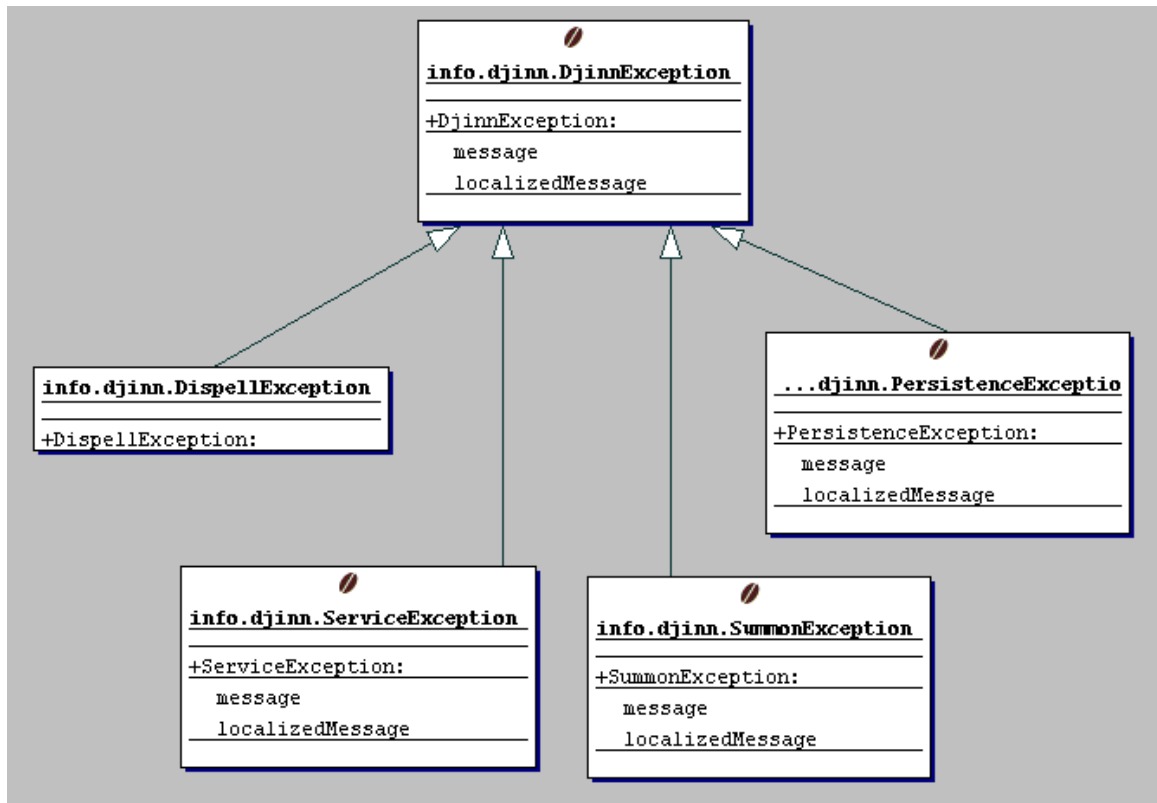 info.djinn.DjinnException
+DjinnException:
message
localizedMessage
info.djinn.DispellException
+DispellException:
...djinn.PersistenceExceptio
+PersistenceException:
message
localizedMessage
info.djinn.ServiceException
+ServiceException:
message
localizedMessage
info.djinn.SummonException
+SummonException:
message
localizedMessage